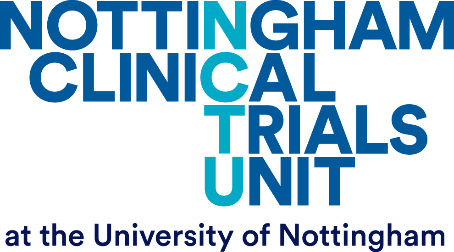 NOTTINGHAM
CLINICAL
TRIALS
UNIT
at the University of Nottingham